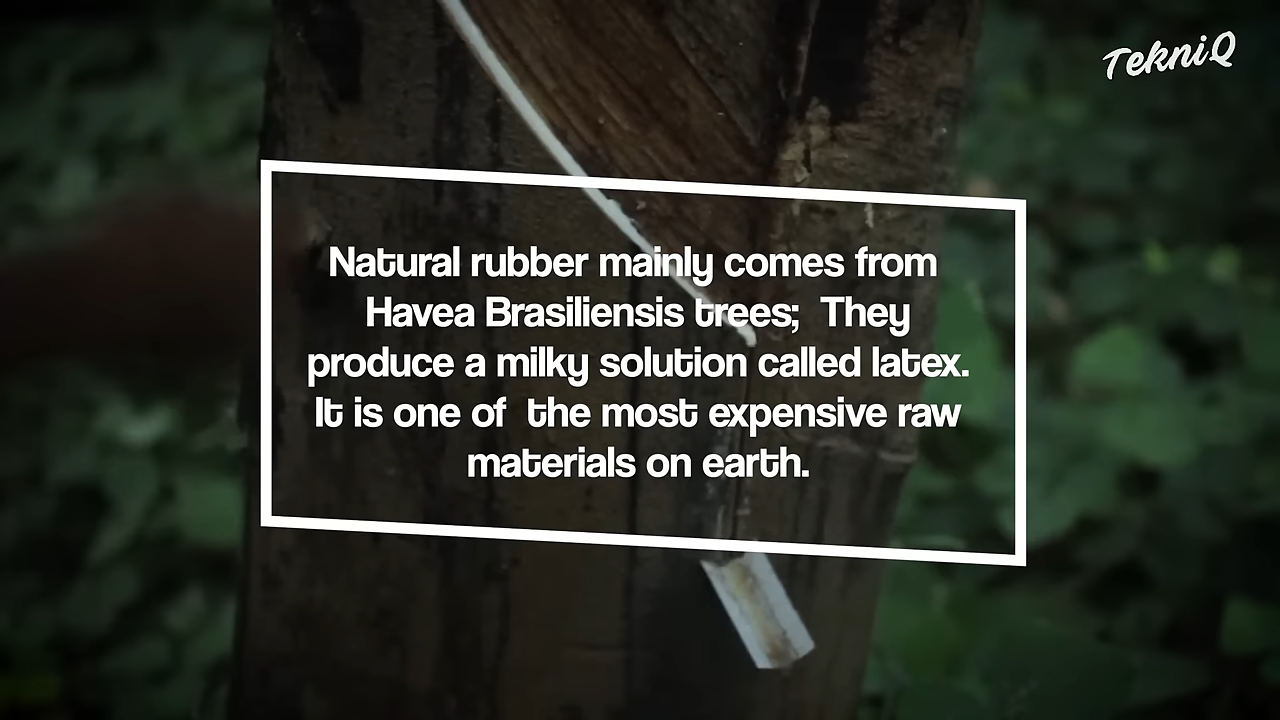 TekniQ
Natural rubber mainly comes from
Havea Brasiliensis trees;  They
produce a milky solution called latex.
It is one of  the most expensive raw
materials on earth.